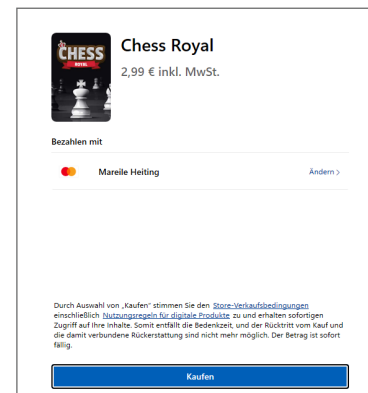 CHESS
ROYAL
Chess Royal
2,99 € inkl. MwSt.
Bezahlen mit
Mareile Heiting
Ändern >
Durch Auswahl von „Kaufen" stimmen Sie den Store-Verkaufsbedingungen
einschließlich Nutzungsregeln für digitale Produkte zu und erhalten sofortigen
Zugriff auf Ihre Inhalte. Somit entfällt die Bedenkzeit, und der Rücktritt vom Kauf und
die damit verbundene Rückerstattung sind nicht mehr möglich. Der Betrag ist sofort
fällig.
Kaufen